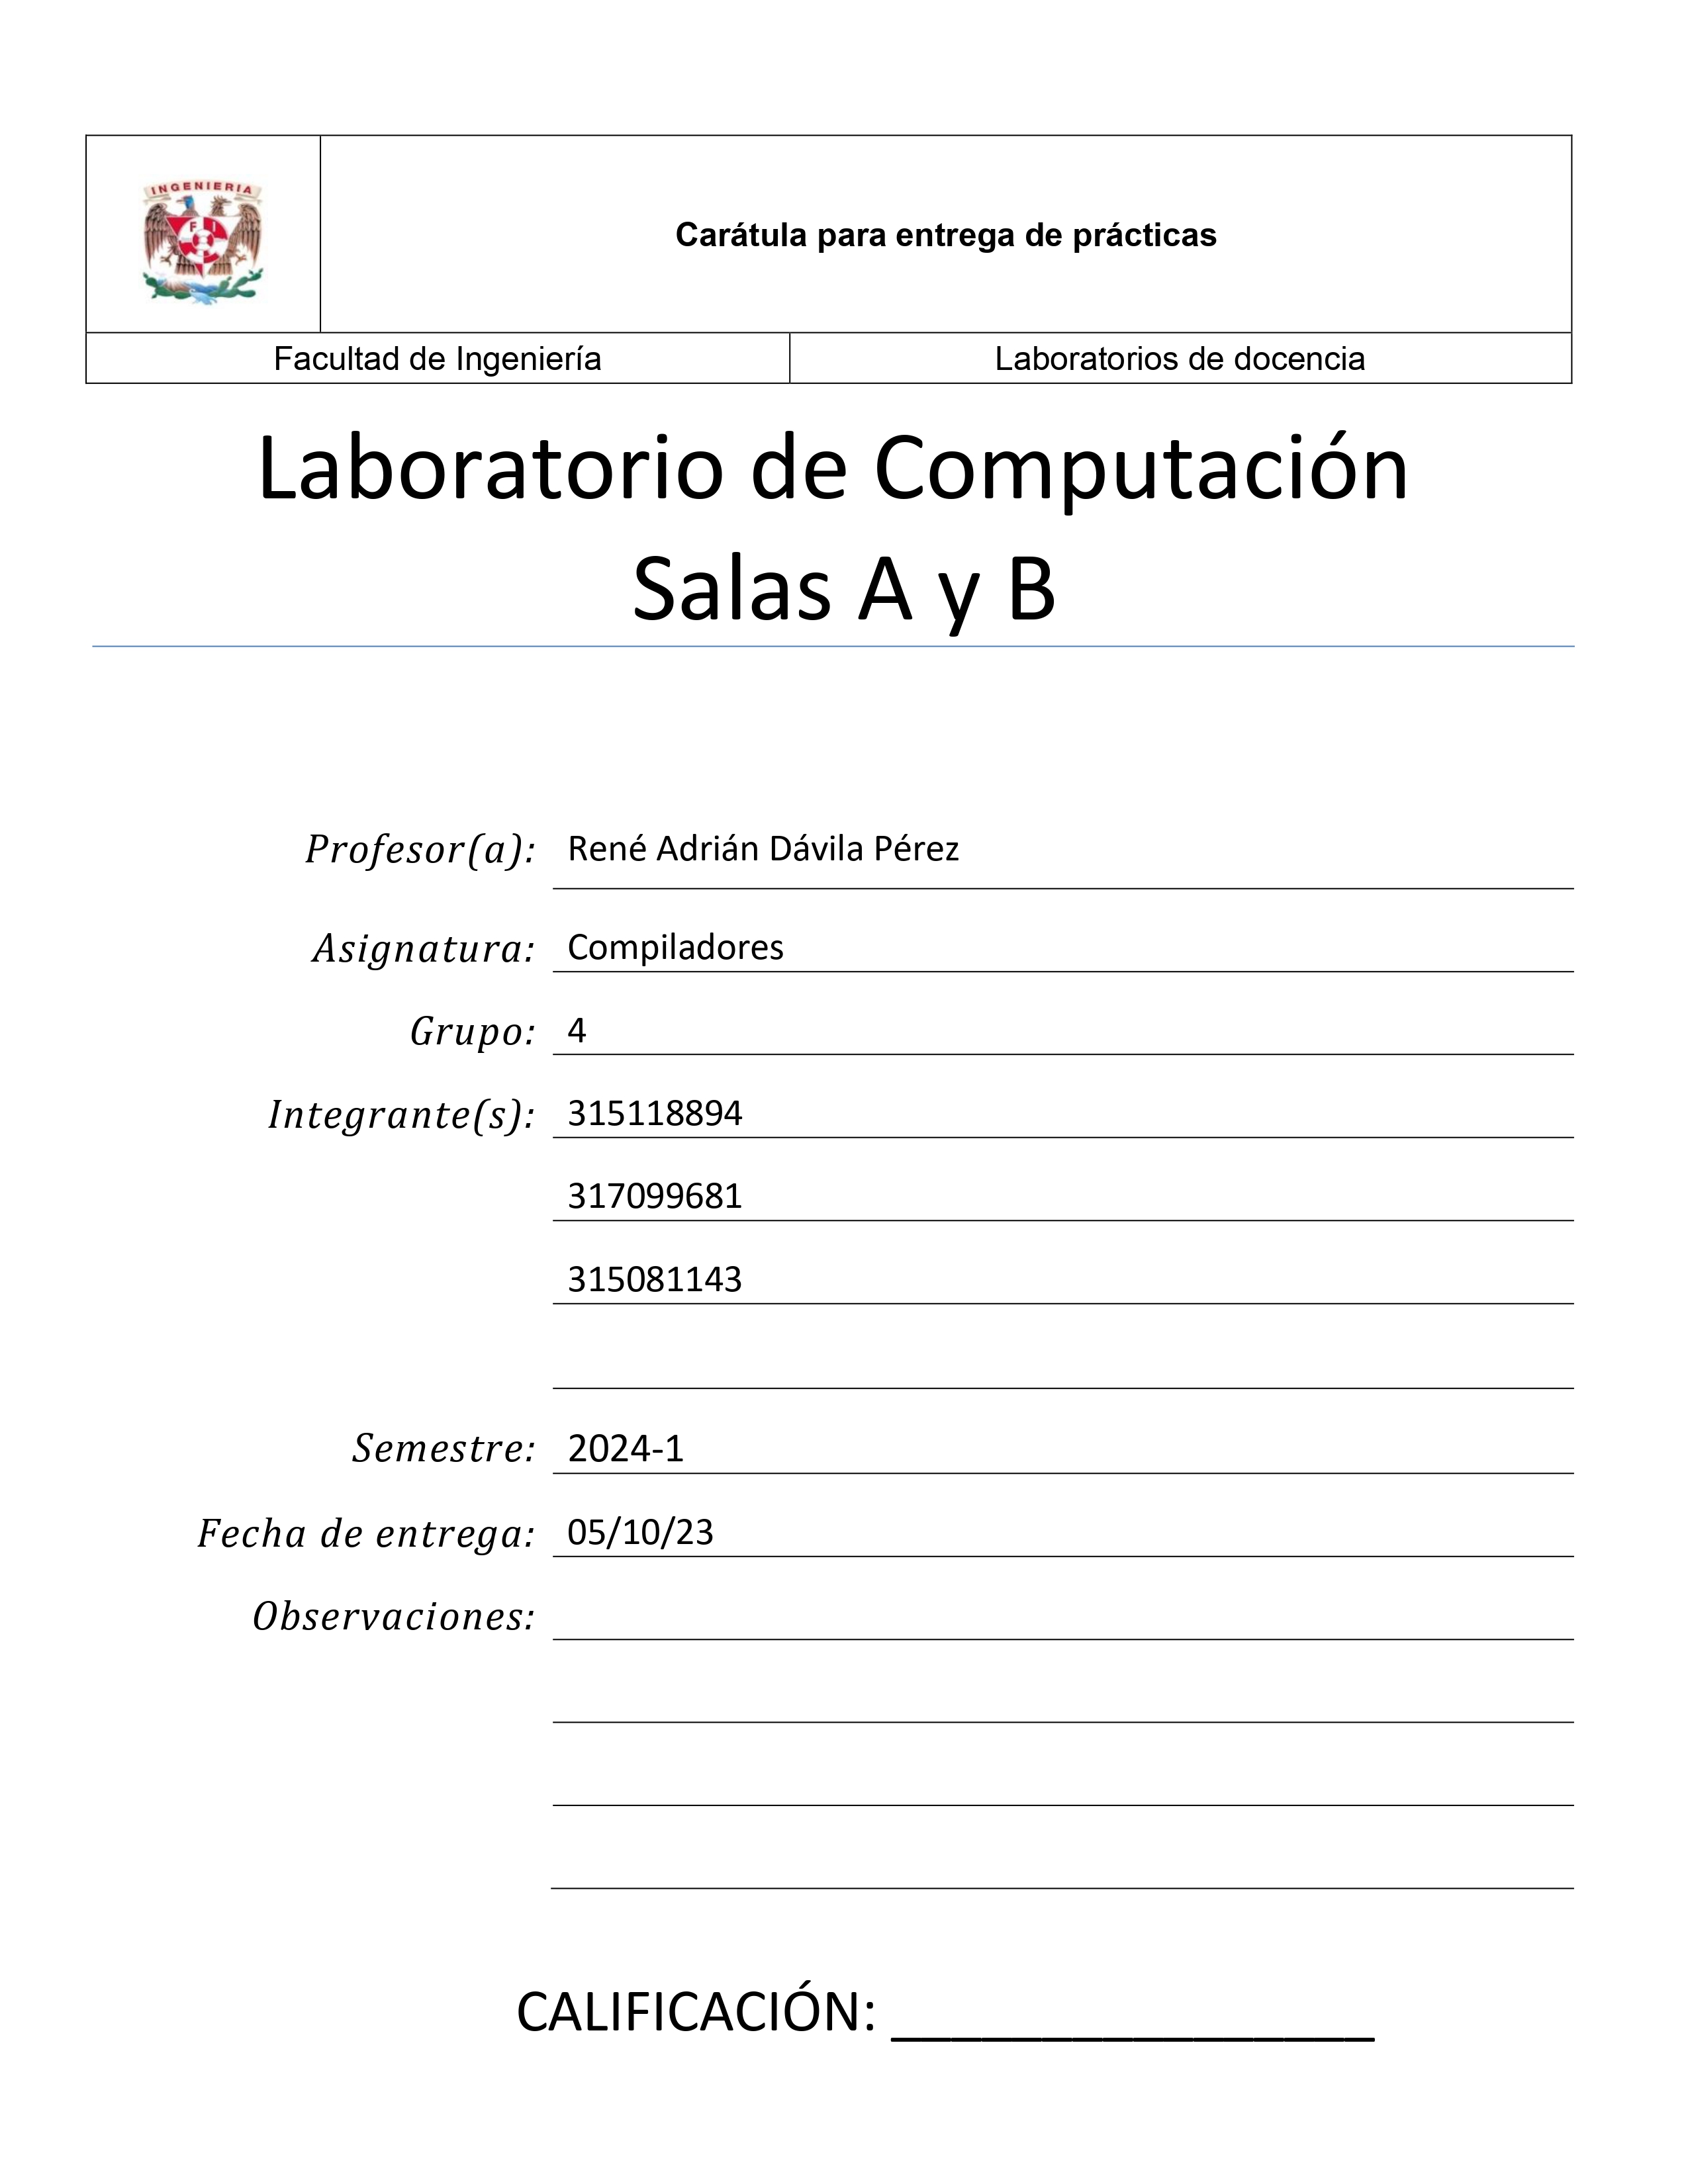 INGENIERIA
F I
Carátula para entrega de prácticas
Facultad de Ingeniería
Laboratorios de docencia
Laboratorio de Computación
Salas A y B
Profesor(a): René Adrián Dávila Pérez
Asignatura: Compiladores
Grupo: 4
Integrante(s): 315118894
317099681
315081143
Semestre: 2024-1
Fecha de entrega: 05/10/23
Observaciones:
CALIFICACIÓN: ________________